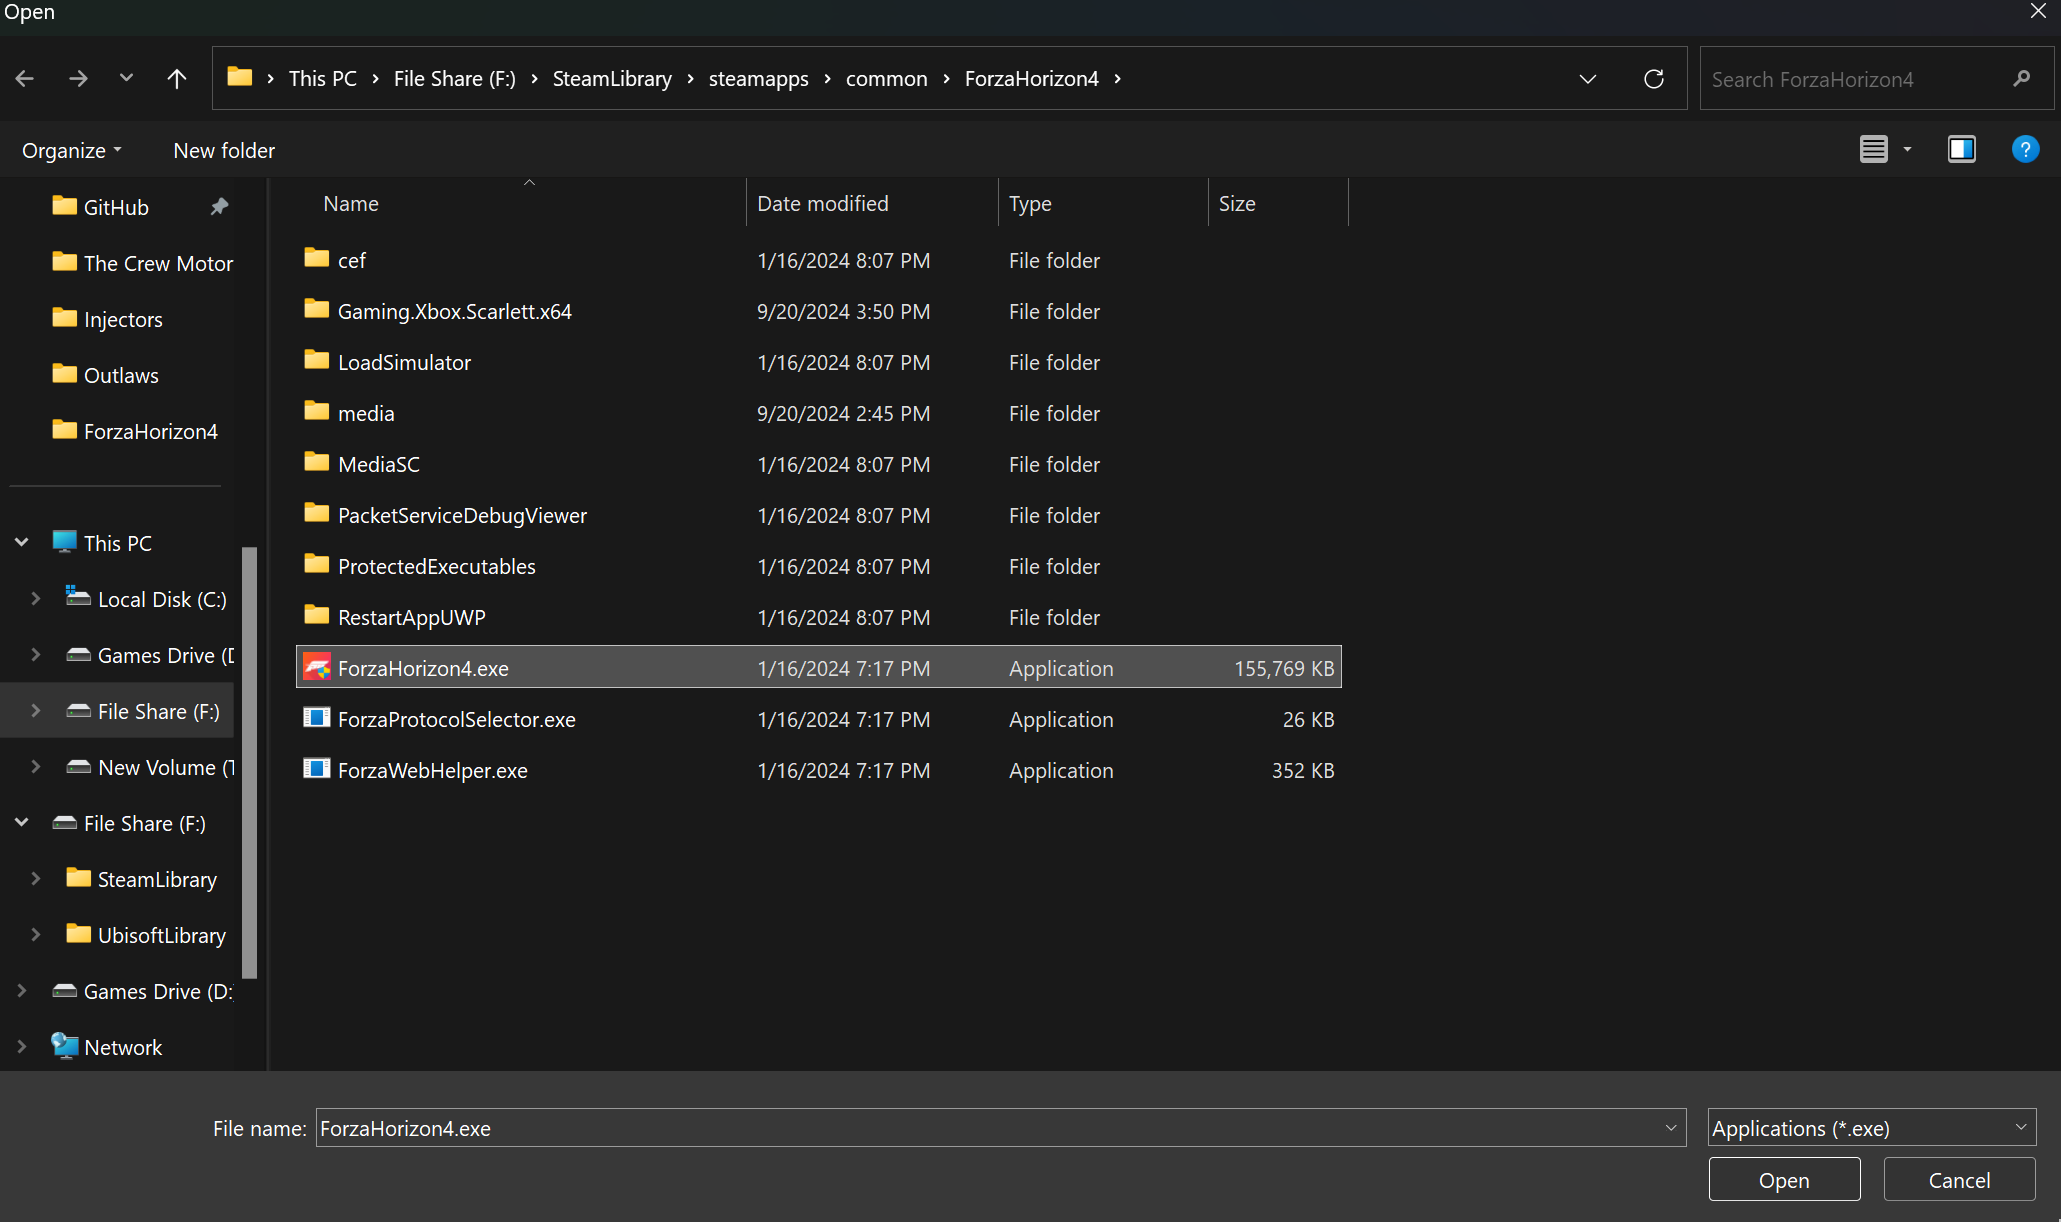 Open
This PC > File Share (F:) > SteamLibrary > steamapps > common > ForzaHorizon4 >
Search ForzaHorizon4
Organize
New folder
?
GitHub
The Crew Motor
Injectors
Outlaws
ForzaHorizon4
This PC
Local Disk (C:)
Games Drive (D
File Share (F:)
New Volume (T
File Share (F:)
SteamLibrary
UbisoftLibrary
Games Drive (D:
Network
Name Date modified Type Size
cef 1/16/2024 8:07 PM File folder
Gaming.Xbox.Scarlett.x64 9/20/2024 3:50 PM File folder
LoadSimulator 1/16/2024 8:07 PM File folder
media 9/20/2024 2:45 PM File folder
MediaSC 1/16/2024 8:07 PM File folder
PacketServiceDebugViewer 1/16/2024 8:07 PM File folder
ProtectedExecutables 1/16/2024 8:07 PM File folder
RestartAppUWP 1/16/2024 8:07 PM File folder
ForzaHorizon4.exe 1/16/2024 7:17 PM Application 155,769 KB
ForzaProtocolSelector.exe 1/16/2024 7:17 PM Application 26 KB
ForzaWebHelper.exe 1/16/2024 7:17 PM Application 352 KB
File name: ForzaHorizon4.exe
Applications (*.exe)
Open
Cancel